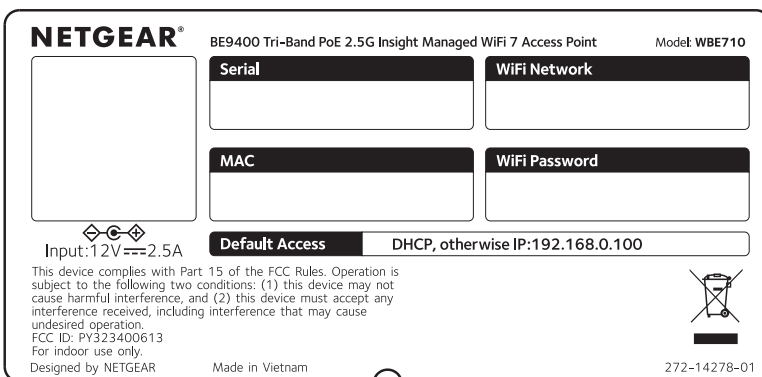 NETGEAR®
BE9400 Tri-Band PoE 2.5G Insight Managed WiFi 7 Access Point
Model: WBE710
Serial
WiFi Network
MAC
WiFi Password
Input:12V⎓2.5A
Default Access
DHCP, otherwise IP:192.168.0.100
This device complies with Part 15 of the FCC Rules. Operation is
subject to the following two conditions: (1) this device may not
cause harmful interference, and (2) this device must accept any
interference received, including interference that may cause
undesired operation.
FCC ID: PY323400613
For indoor use only.
Designed by NETGEAR
Made in Vietnam
272-14278-01